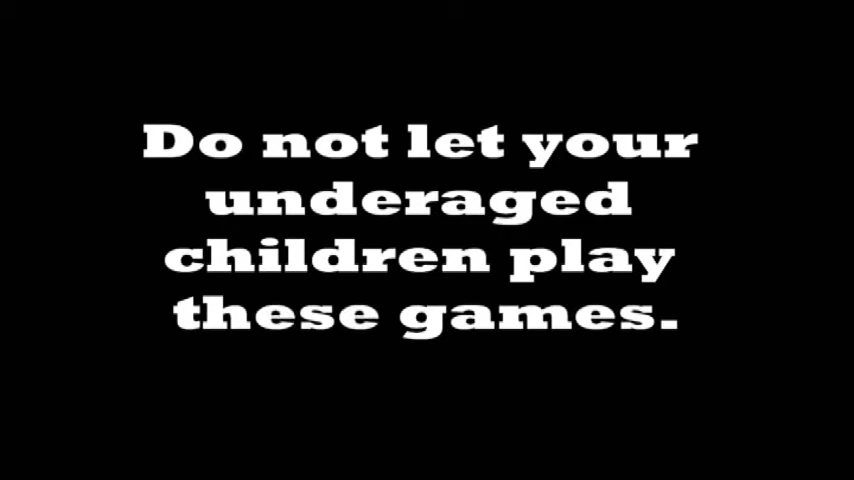 Do not let your
underaged
children play
these games.